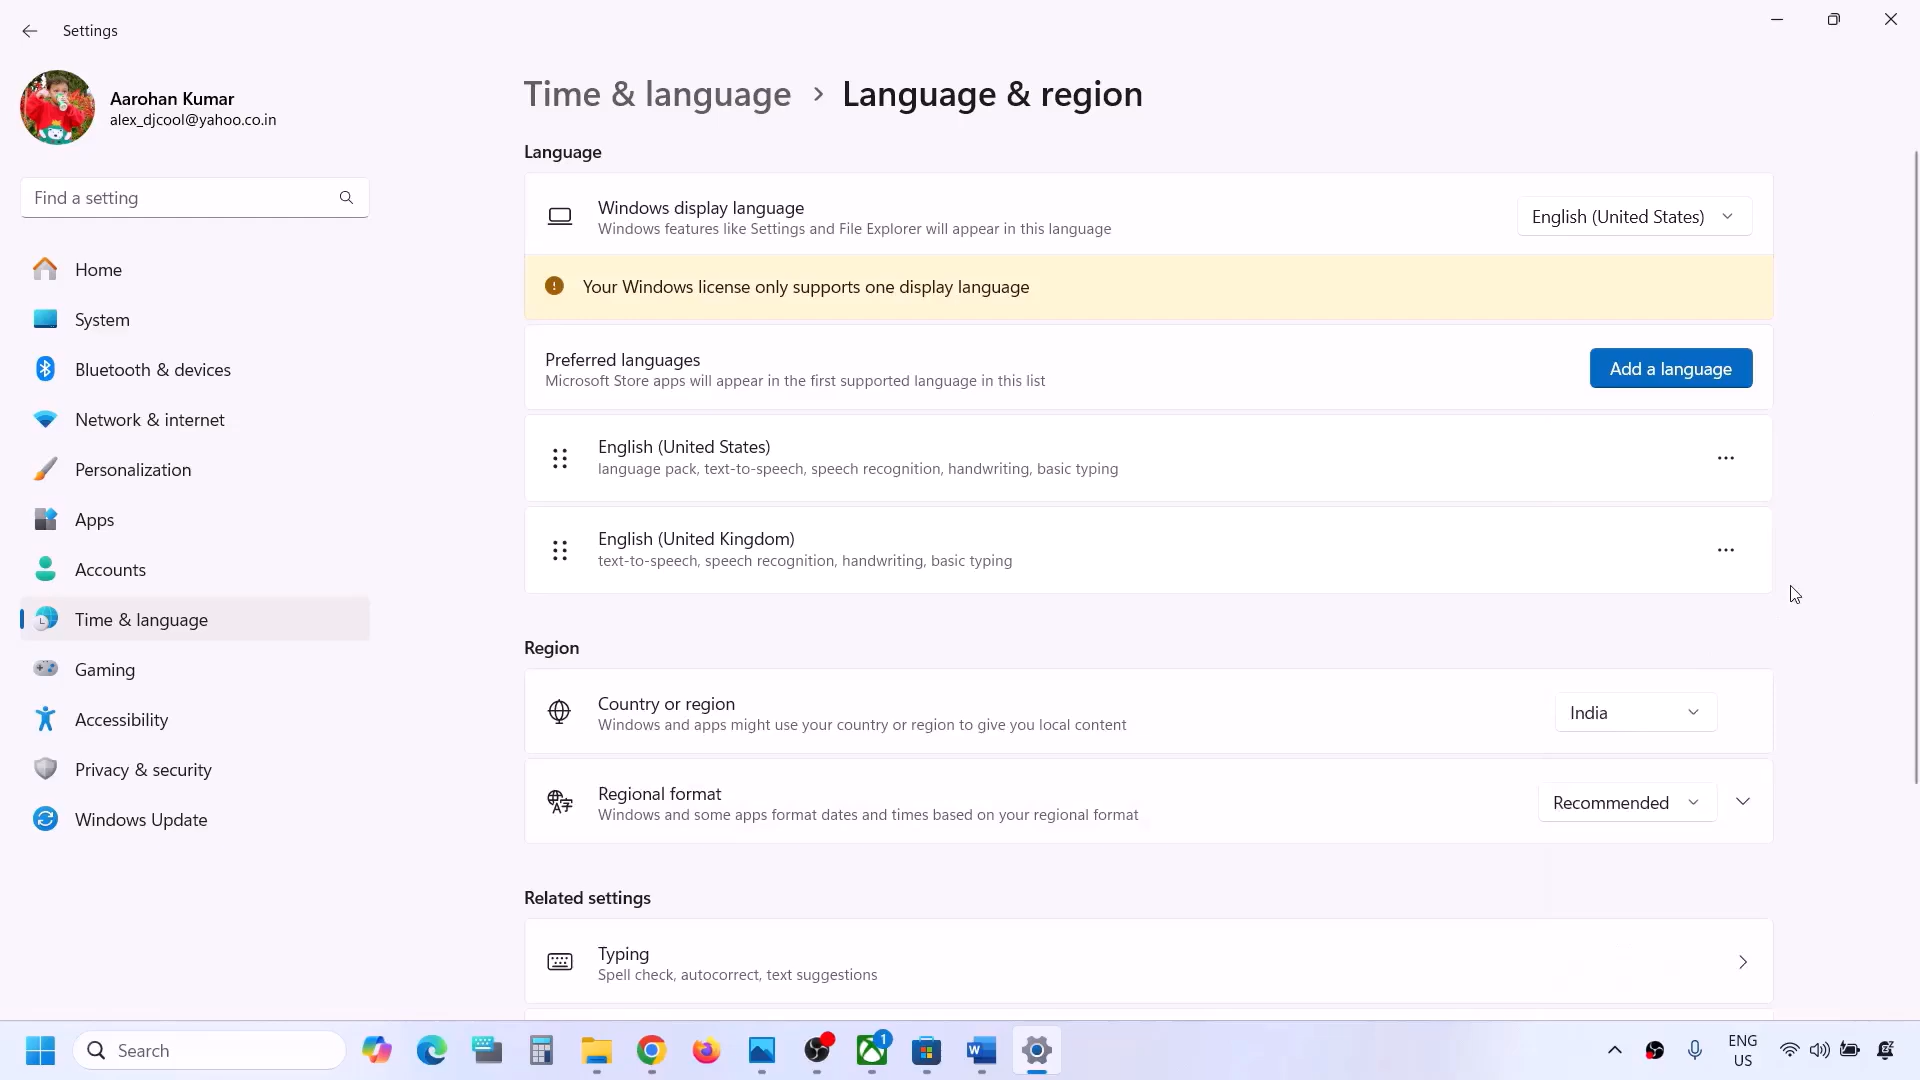 Settings
Aarohan Kumar
alex_djcool@yahoo.co.in
Find a setting
Home
System
Bluetooth & devices
Network & internet
Personalization
Apps
Accounts
Time & language
Gaming
Accessibility
Privacy & security
Windows Update
Time & language > Language & region
Language
Windows display language
Windows features like Settings and File Explorer will appear in this language
English (United States)
Your Windows license only supports one display language
Preferred languages
Microsoft Store apps will appear in the first supported language in this list
Add a language
English (United States)
language pack, text-to-speech, speech recognition, handwriting, basic typing
English (United Kingdom)
text-to-speech, speech recognition, handwriting, basic typing
Region
Country or region
Windows and apps might use your country or region to give you local content
India
Regional format
Windows and some apps format dates and times based on your regional format
Recommended
Related settings
Typing
Spell check, autocorrect, text suggestions
Search
1
ENG
US